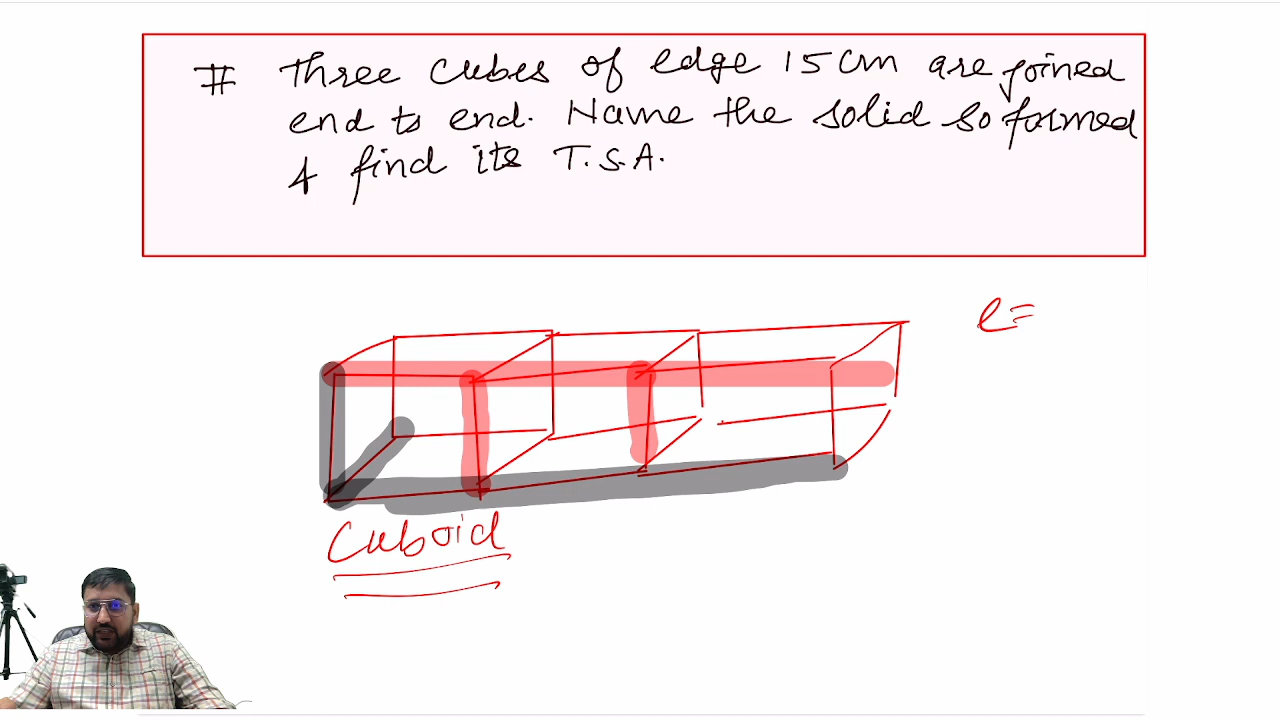 # Three cubes of edge 15 cm are joined
end to end. Name the solid so formed
& find its T.S.A.
l=
Cuboid